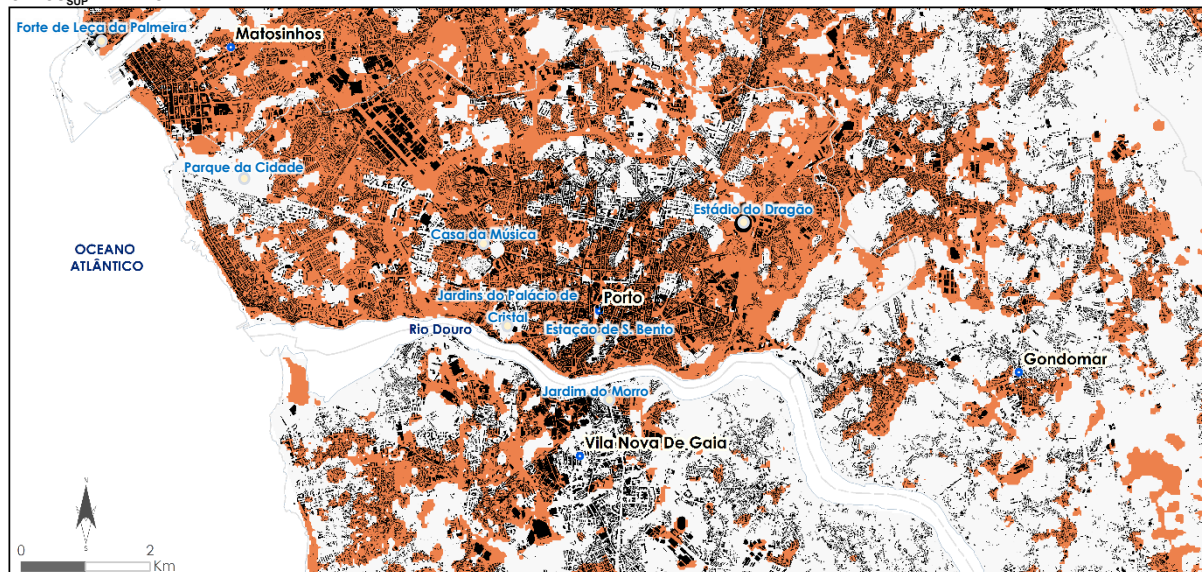 SUP
Forte de Leça da Palmeira
Matosinhos
Parque da Cidade
Estádio do Dragão
Casa da Música
OCEANO
ATLÂNTICO
Jardins do Palácio de
Cristal
Porto
Rio Douro
Estação de S. Bento
Gondomar
Jardim do Morro
Vila Nova De Gaia
N
S
0 2
Km